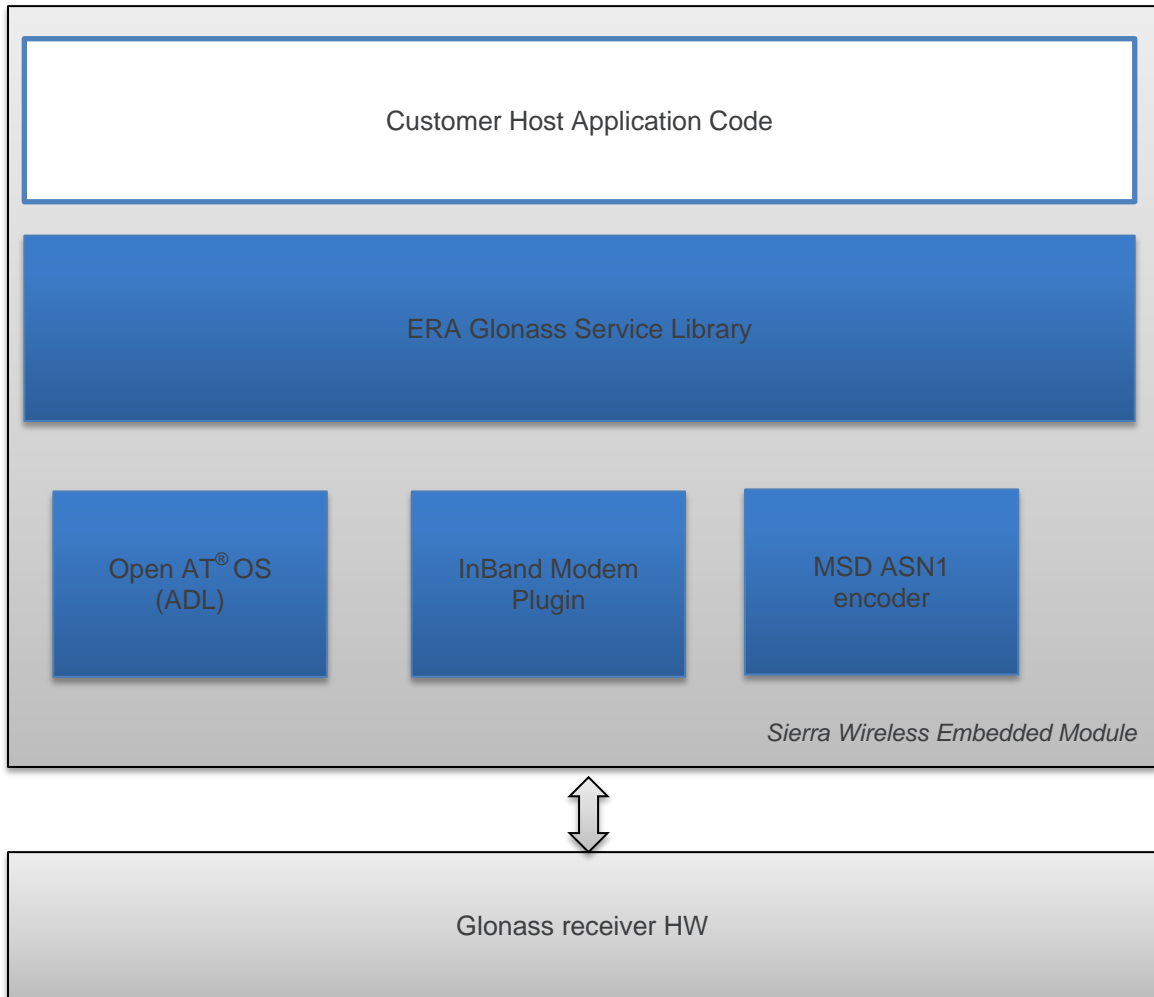 Customer Host Application Code
ERA Glonass Service Library
Open AT® OS
(ADL)
InBand Modem
Plugin
MSD ASN1
encoder
Sierra Wireless Embedded Module
Glonass receiver HW